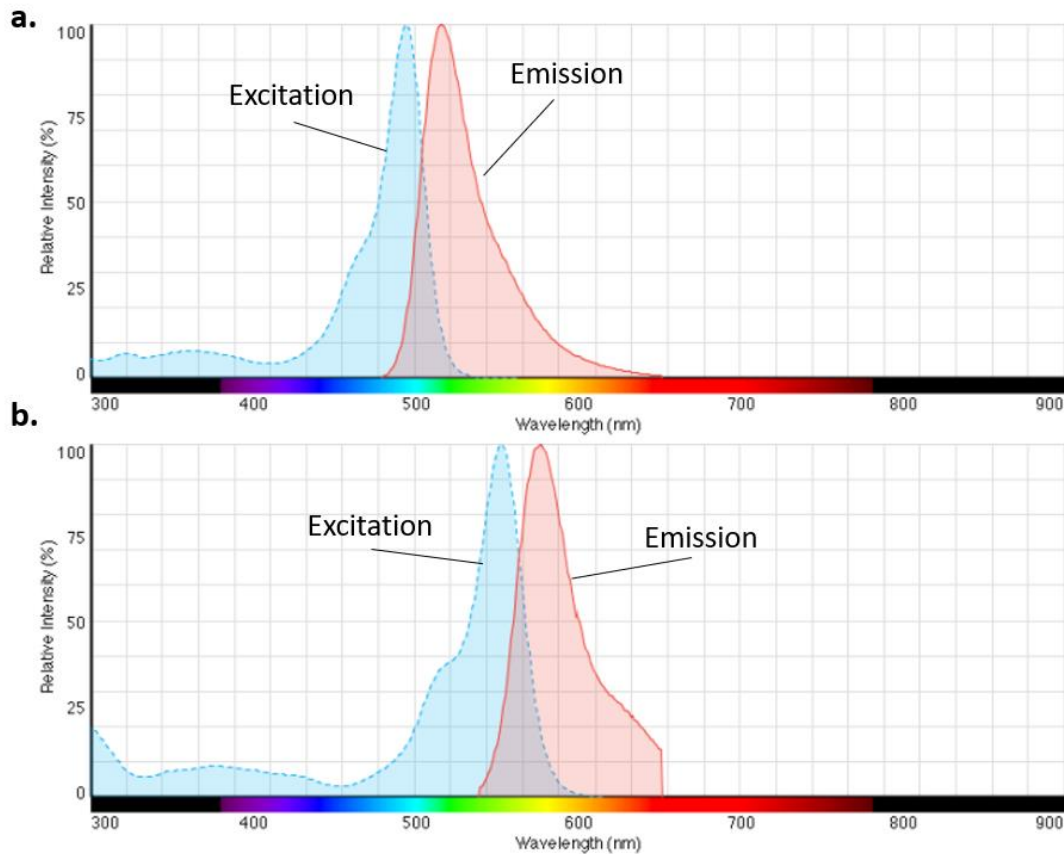 a.
100
75
50
25
0
Relative Intensity (%)
Excitation
Emission
300 400 500 600 700 800 900
Wavelength (nm)
b.
100
75
50
25
0
Relative Intensity (%)
Excitation
Emission
300 400 500 600 700 800 900
Wavelength (nm)